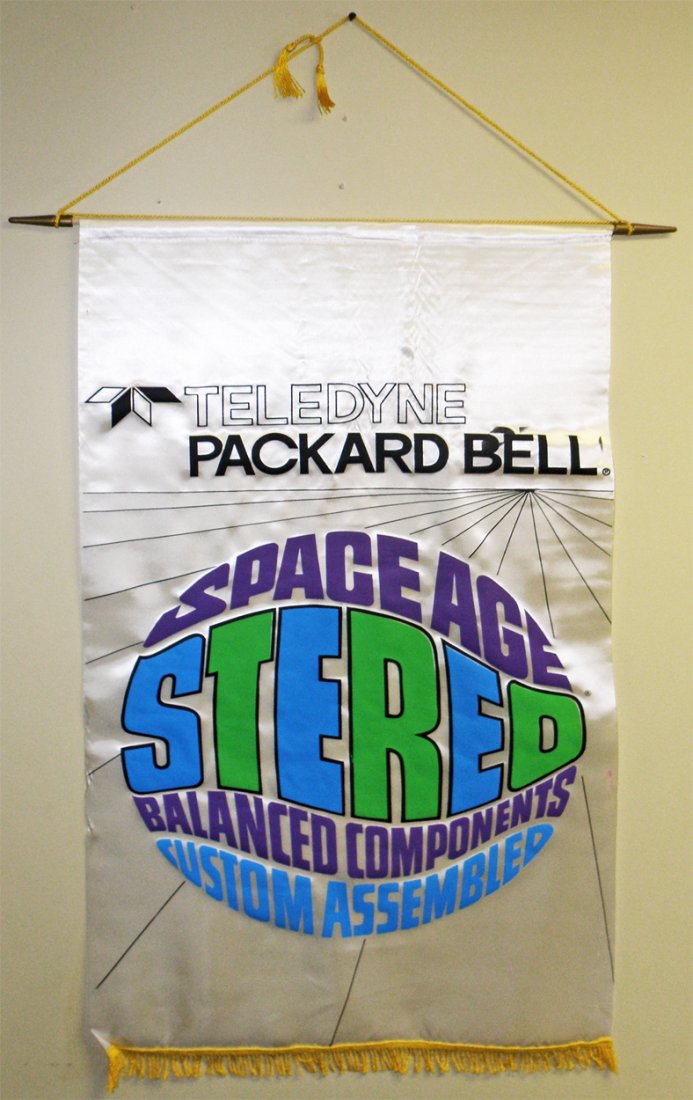 TELEDYNE
PACKARD BELL®
SPACE AGE
STEREO®
BALANCED COMPONENTS
CUSTOM ASSEMBLED